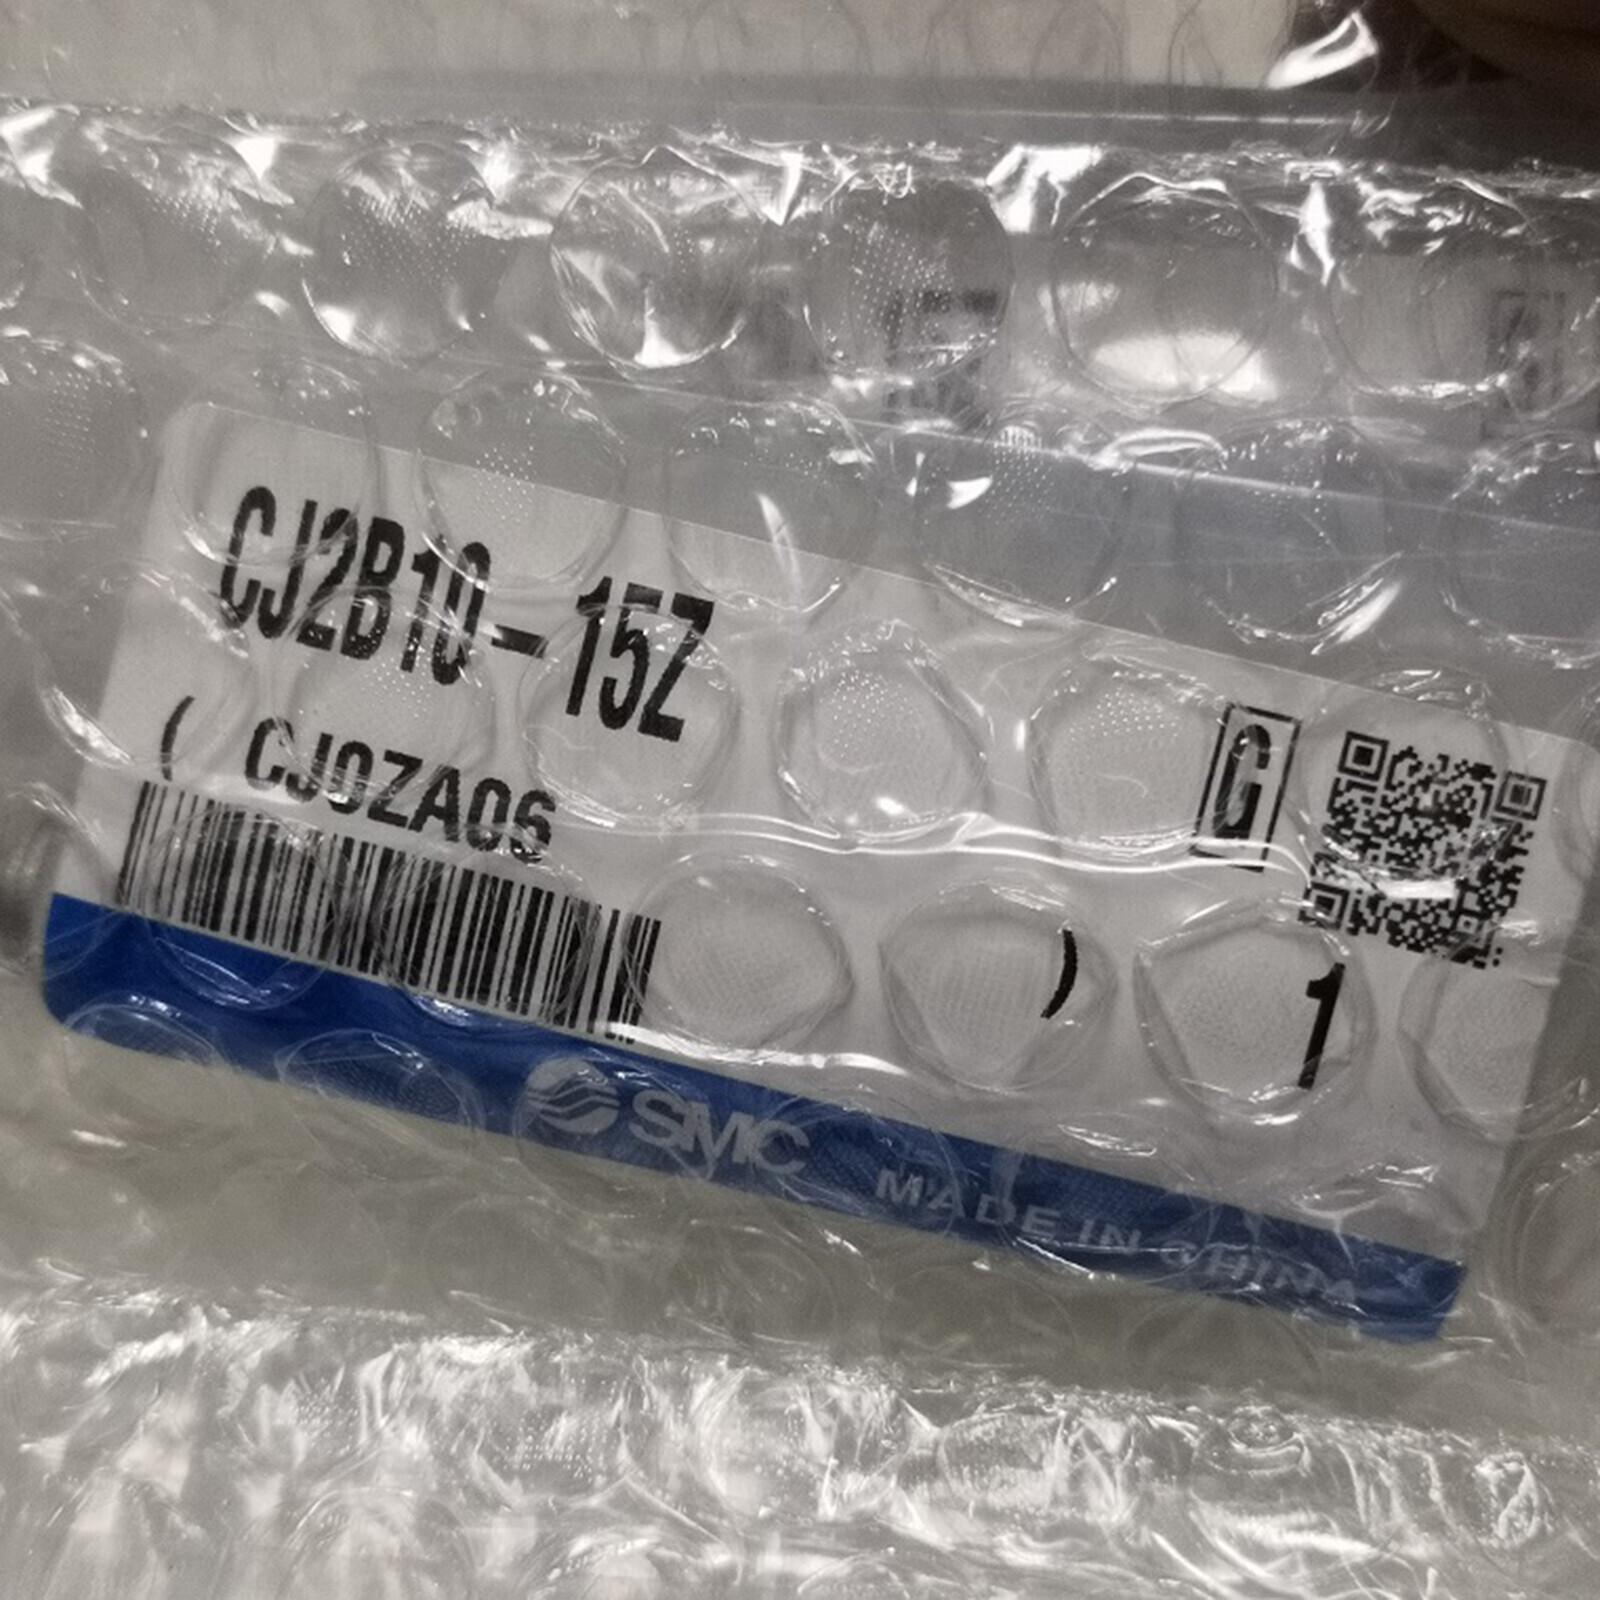 CJ2B10-15Z
G
( CJ0ZA06
)
1
SMC MADE IN CHINA